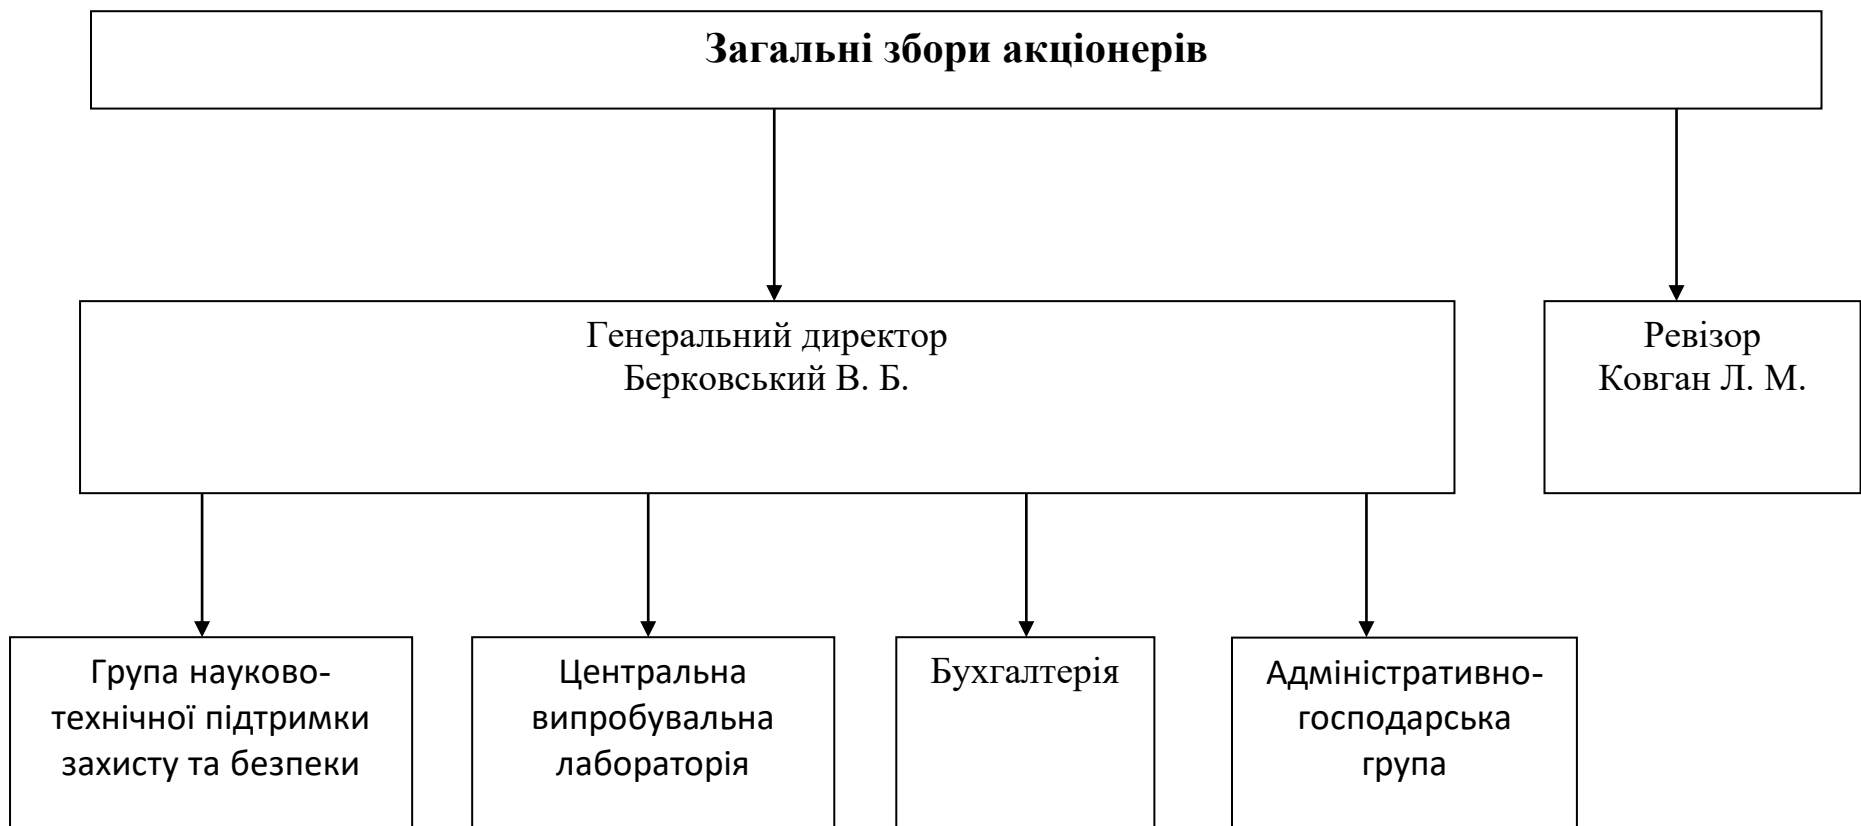 Загальні збори акціонерів
Генеральний директор
Берковський В. Б.
Ревізор
Ковган Л. М.
Група науково-
технічної підтримки
захисту та безпеки
Центральна
випробувальна
лабораторія
Бухгалтерія
Адміністративно-
господарська
група